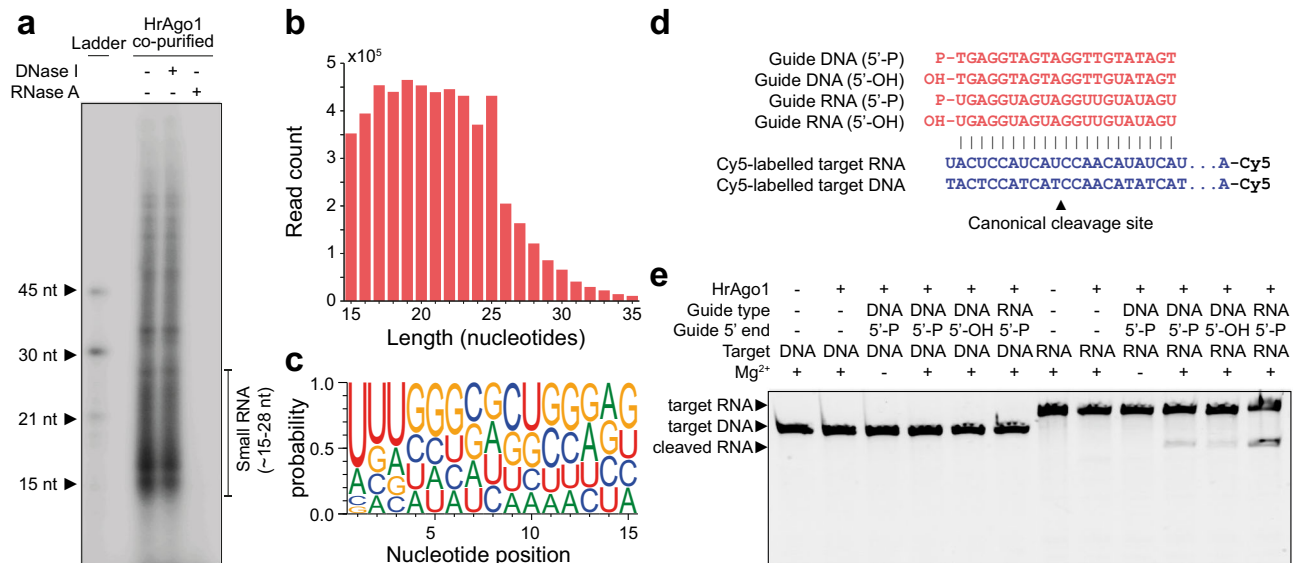 a
HrAgo1
Ladder co-purified
DNase I - + -
RNase A - - +
45 nt
30 nt
21 nt
15 nt
Small RNA
(~15-28 nt)
b
x10⁵
5
4
3
2
1
0
Read count
15 20 25 30 35
Length (nucleotides)
c
1.0
0.5
0.0
probability
U U U G G G C G C U G G G A G
A G A C C U G A G G C C A G U
C C G U A C A U U C U U U C C
G A C A U A U C A A A A C U A
5 10 15
Nucleotide position
d
Guide DNA (5'-P) P-TGAGGTAGTAGGTTGTATAGT
Guide DNA (5'-OH) OH-TGAGGTAGTAGGTTGTATAGT
Guide RNA (5'-P) P-UGAGGUAGUAGGUUGUAUAGU
Guide RNA (5'-OH) OH-UGAGGUAGUAGGUUGUAUAGU
Cy5-labelled target RNA UACUCCAUCAUCCAACAUAUCAU...A-Cy5
Cy5-labelled target DNA TACTCCATCATCCAACATATCAT...A-Cy5
Canonical cleavage site
e
HrAgo1 - + + + + + - + + + + +
Guide type - - DNA DNA DNA RNA - - DNA DNA DNA RNA
Guide 5' end - - 5'-P 5'-P 5'-OH 5'-P - - 5'-P 5'-P 5'-OH 5'-P
Target DNA DNA DNA DNA DNA DNA RNA RNA RNA RNA RNA RNA
Mg²⁺ + + - + + + + + - + + +
target RNA
target DNA
cleaved RNA